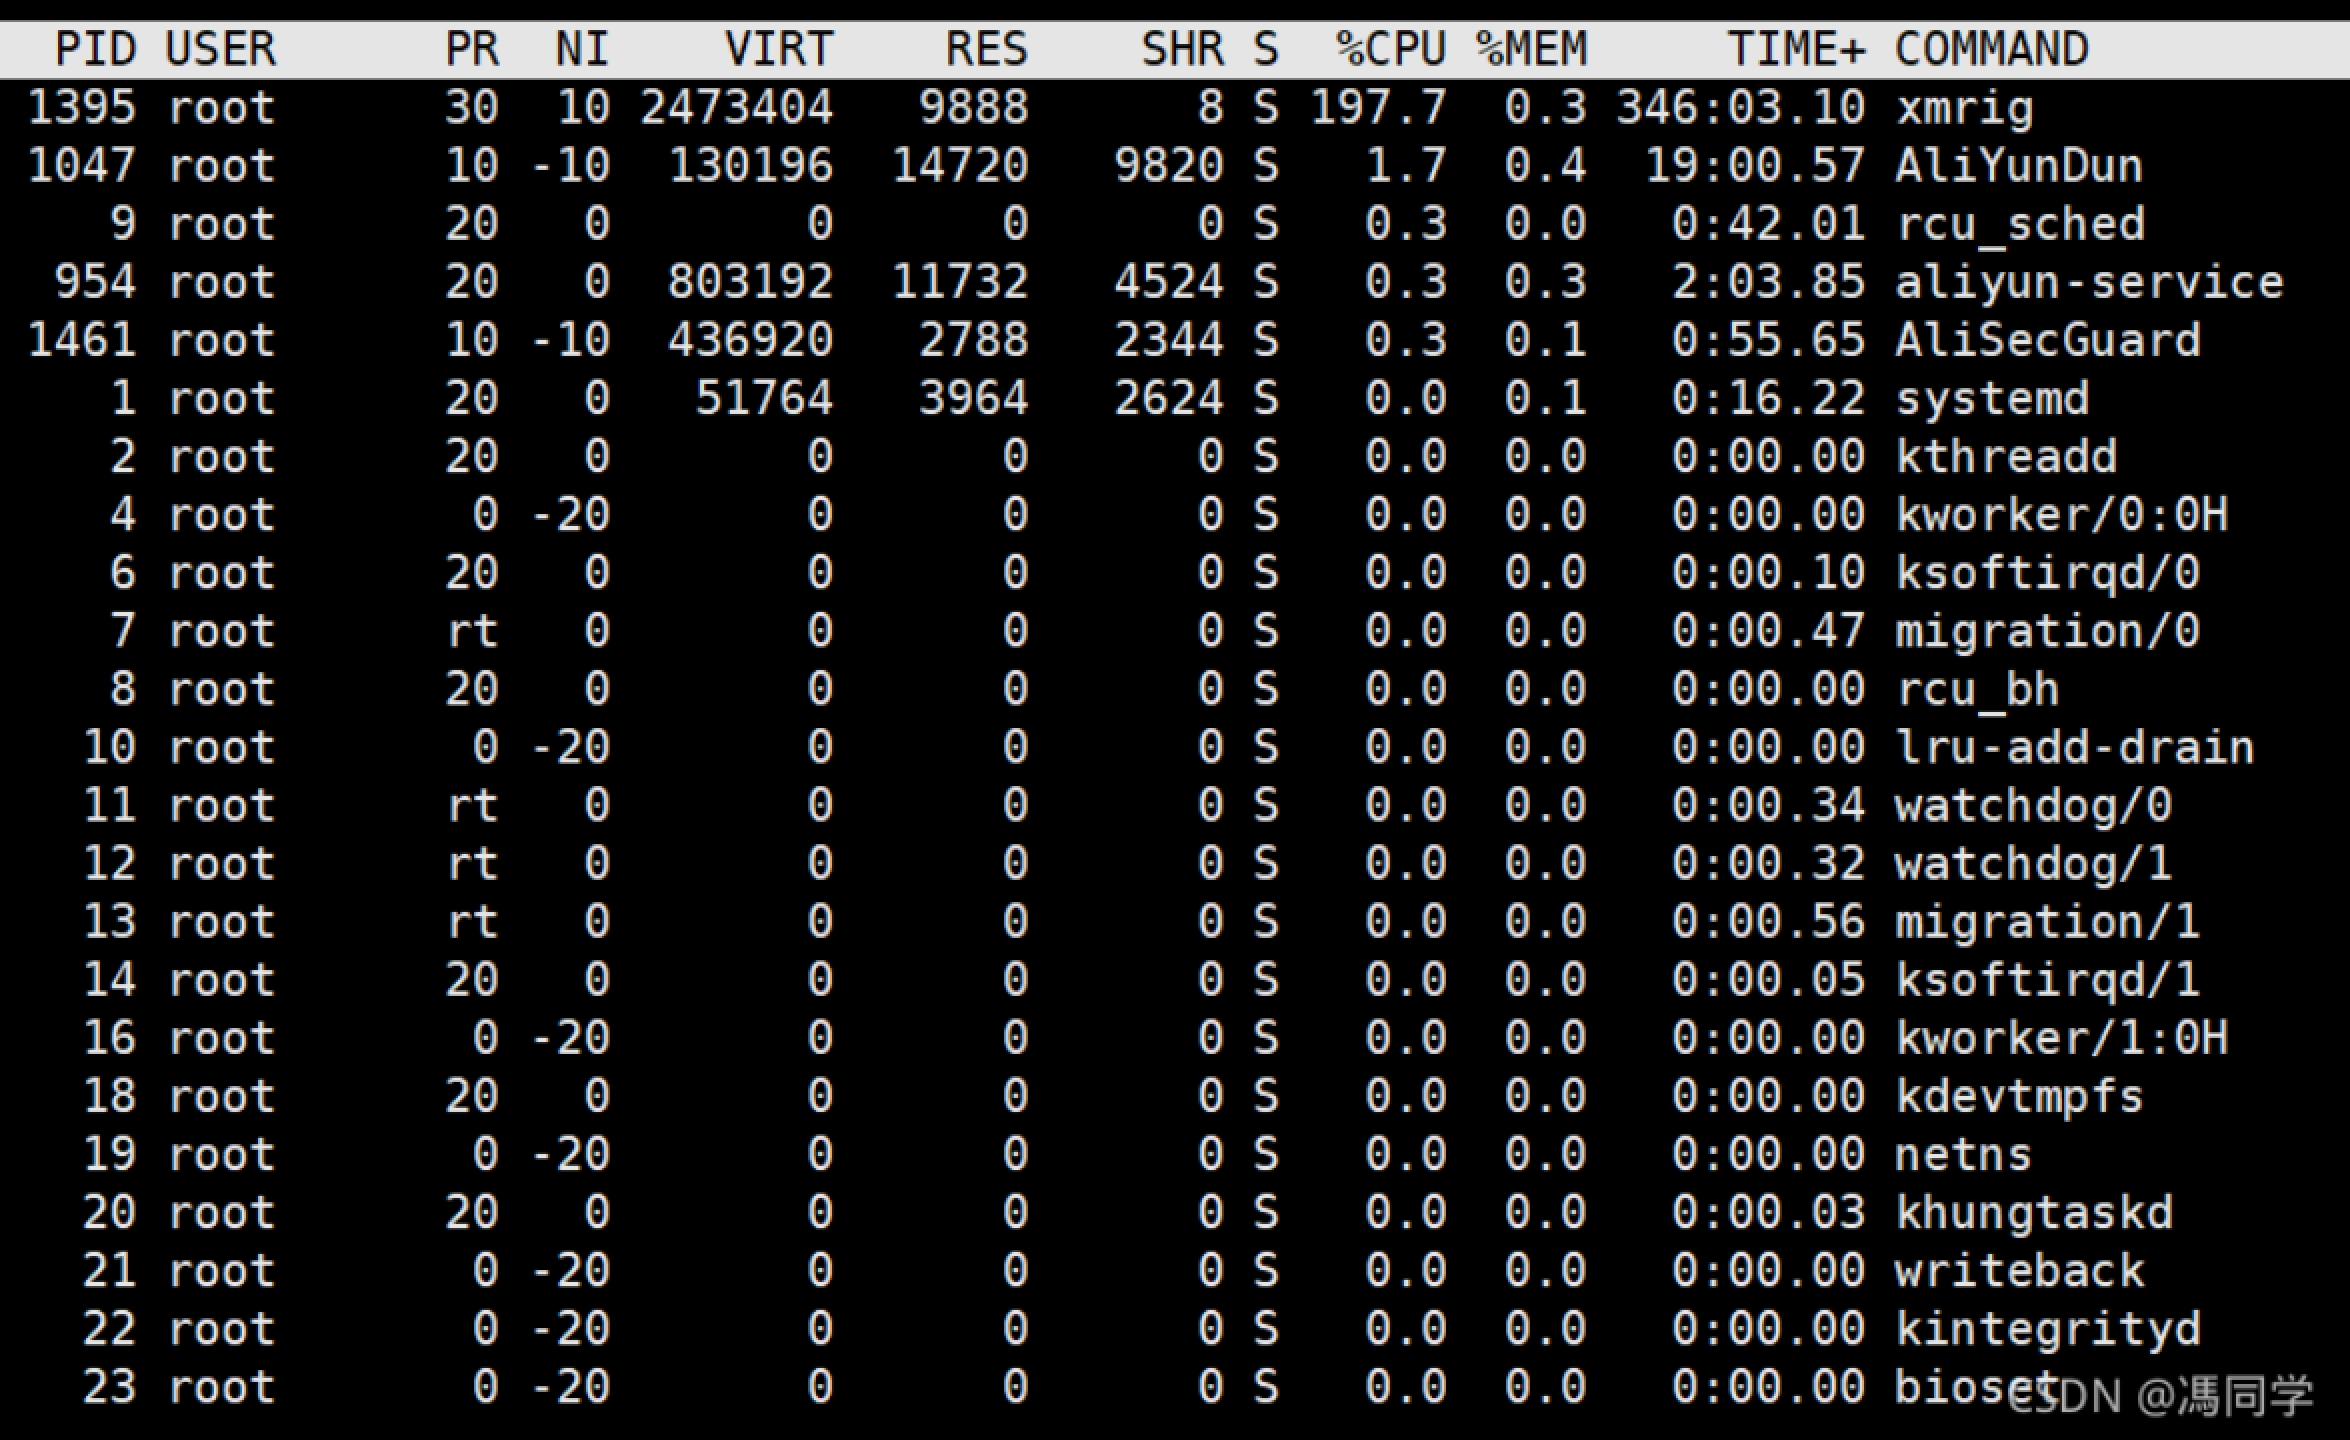 PID USER PR NI VIRT RES SHR S %CPU %MEM TIME+ COMMAND
1395 root 30 10 2473404 9888 8 S 197.7 0.3 346:03.10 xmrig
1047 root 10 -10 130196 14720 9820 S 1.7 0.4 19:00.57 AliYunDun
9 root 20 0 0 0 0 S 0.3 0.0 0:42.01 rcu_sched
954 root 20 0 803192 11732 4524 S 0.3 0.3 2:03.85 aliyun-service
1461 root 10 -10 436920 2788 2344 S 0.3 0.1 0:55.65 AliSecGuard
1 root 20 0 51764 3964 2624 S 0.0 0.1 0:16.22 systemd
2 root 20 0 0 0 0 S 0.0 0.0 0:00.00 kthreadd
4 root 0 -20 0 0 0 S 0.0 0.0 0:00.00 kworker/0:0H
6 root 20 0 0 0 0 S 0.0 0.0 0:00.10 ksoftirqd/0
7 root rt 0 0 0 0 S 0.0 0.0 0:00.47 migration/0
8 root 20 0 0 0 0 S 0.0 0.0 0:00.00 rcu_bh
10 root 0 -20 0 0 0 S 0.0 0.0 0:00.00 lru-add-drain
11 root rt 0 0 0 0 S 0.0 0.0 0:00.34 watchdog/0
12 root rt 0 0 0 0 S 0.0 0.0 0:00.32 watchdog/1
13 root rt 0 0 0 0 S 0.0 0.0 0:00.56 migration/1
14 root 20 0 0 0 0 S 0.0 0.0 0:00.05 ksoftirqd/1
16 root 0 -20 0 0 0 S 0.0 0.0 0:00.00 kworker/1:0H
18 root 20 0 0 0 0 S 0.0 0.0 0:00.00 kdevtmpfs
19 root 0 -20 0 0 0 S 0.0 0.0 0:00.00 netns
20 root 20 0 0 0 0 S 0.0 0.0 0:00.03 khungtaskd
21 root 0 -20 0 0 0 S 0.0 0.0 0:00.00 writeback
22 root 0 -20 0 0 0 S 0.0 0.0 0:00.00 kintegrityd
23 root 0 -20 0 0 0 S 0.0 0.0 0:00.00 bioset
CSDN @馮同学